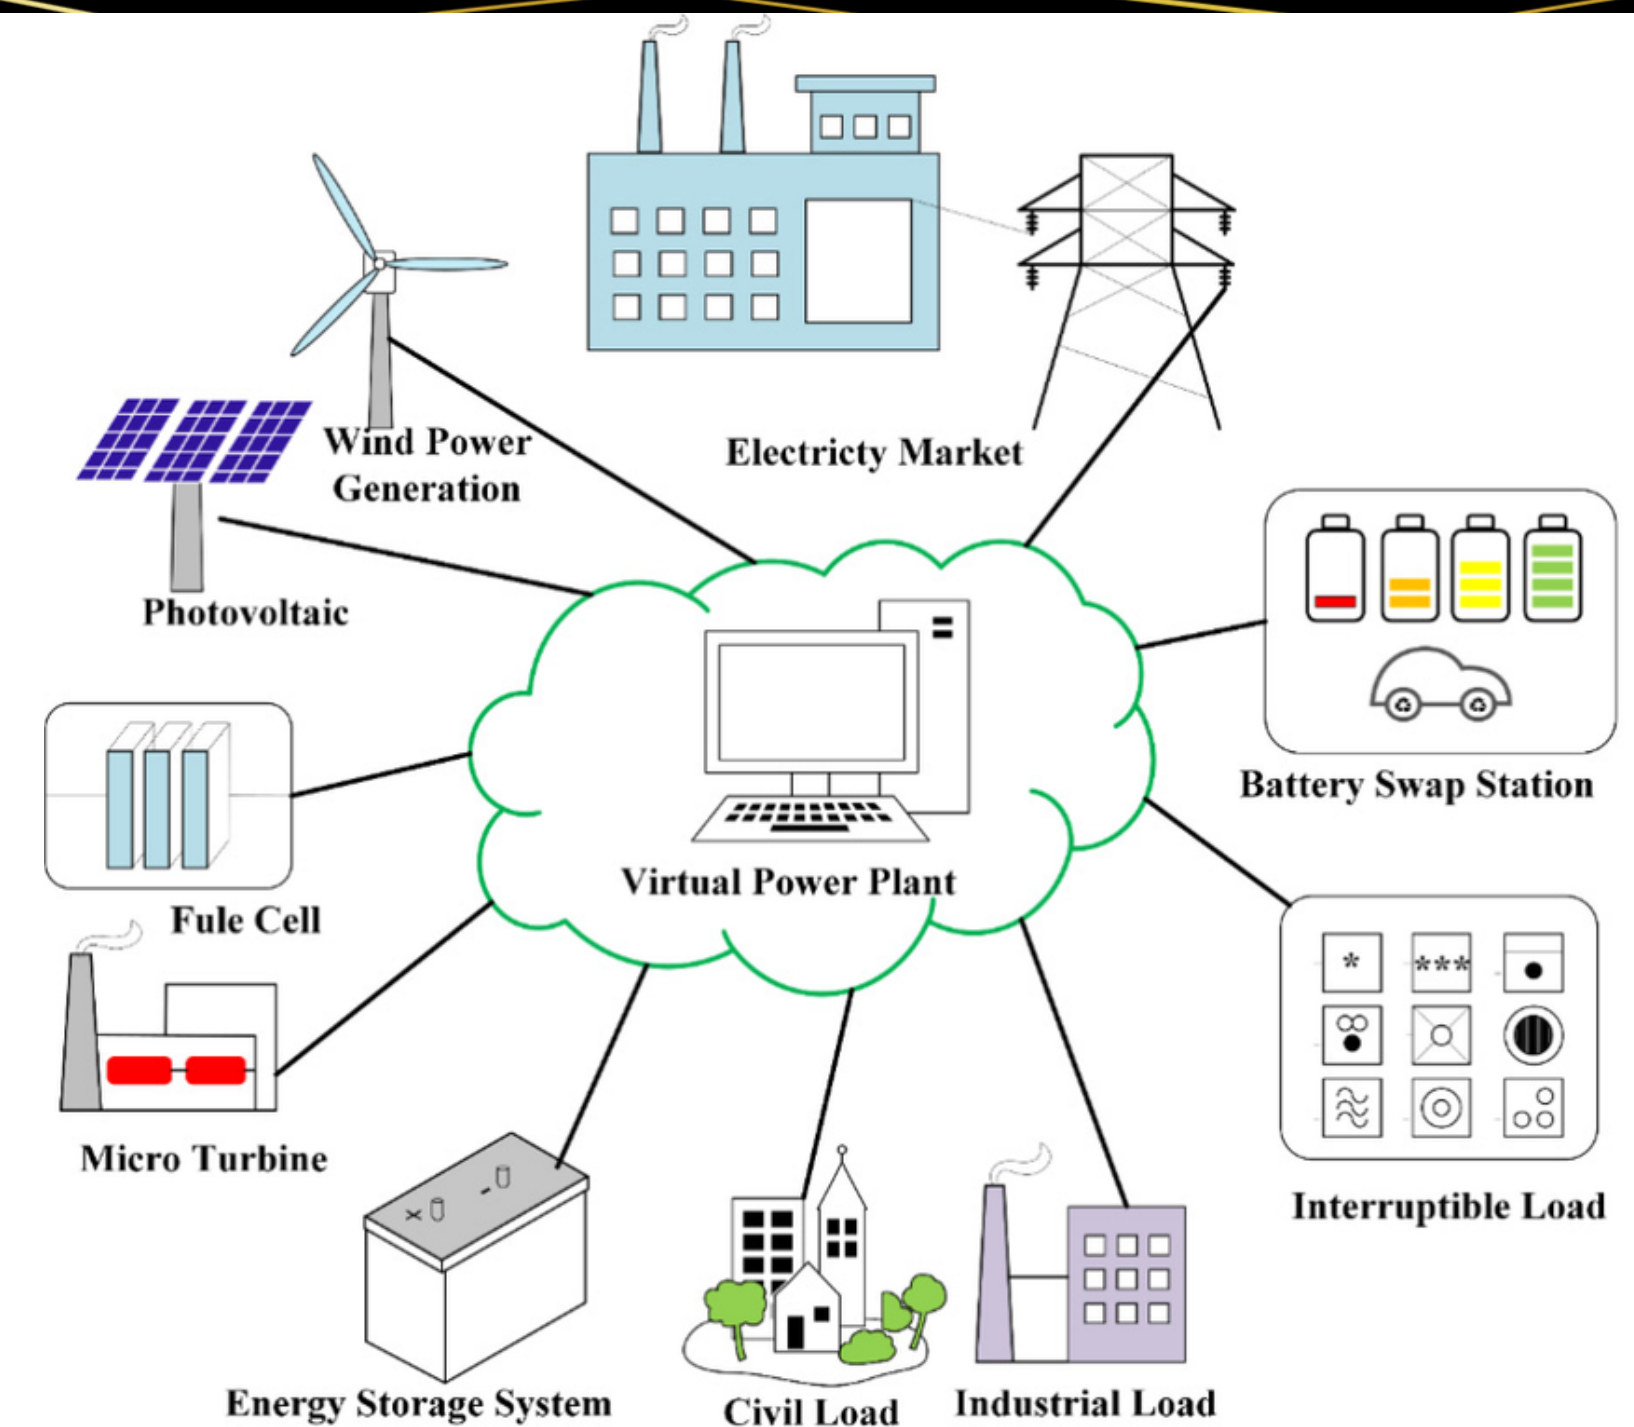 Wind Power
Generation
Electricty Market
Photovoltaic
Battery Swap Station
Virtual Power Plant
Fule Cell
Micro Turbine
Interruptible Load
Energy Storage System
Civil Load
Industrial Load